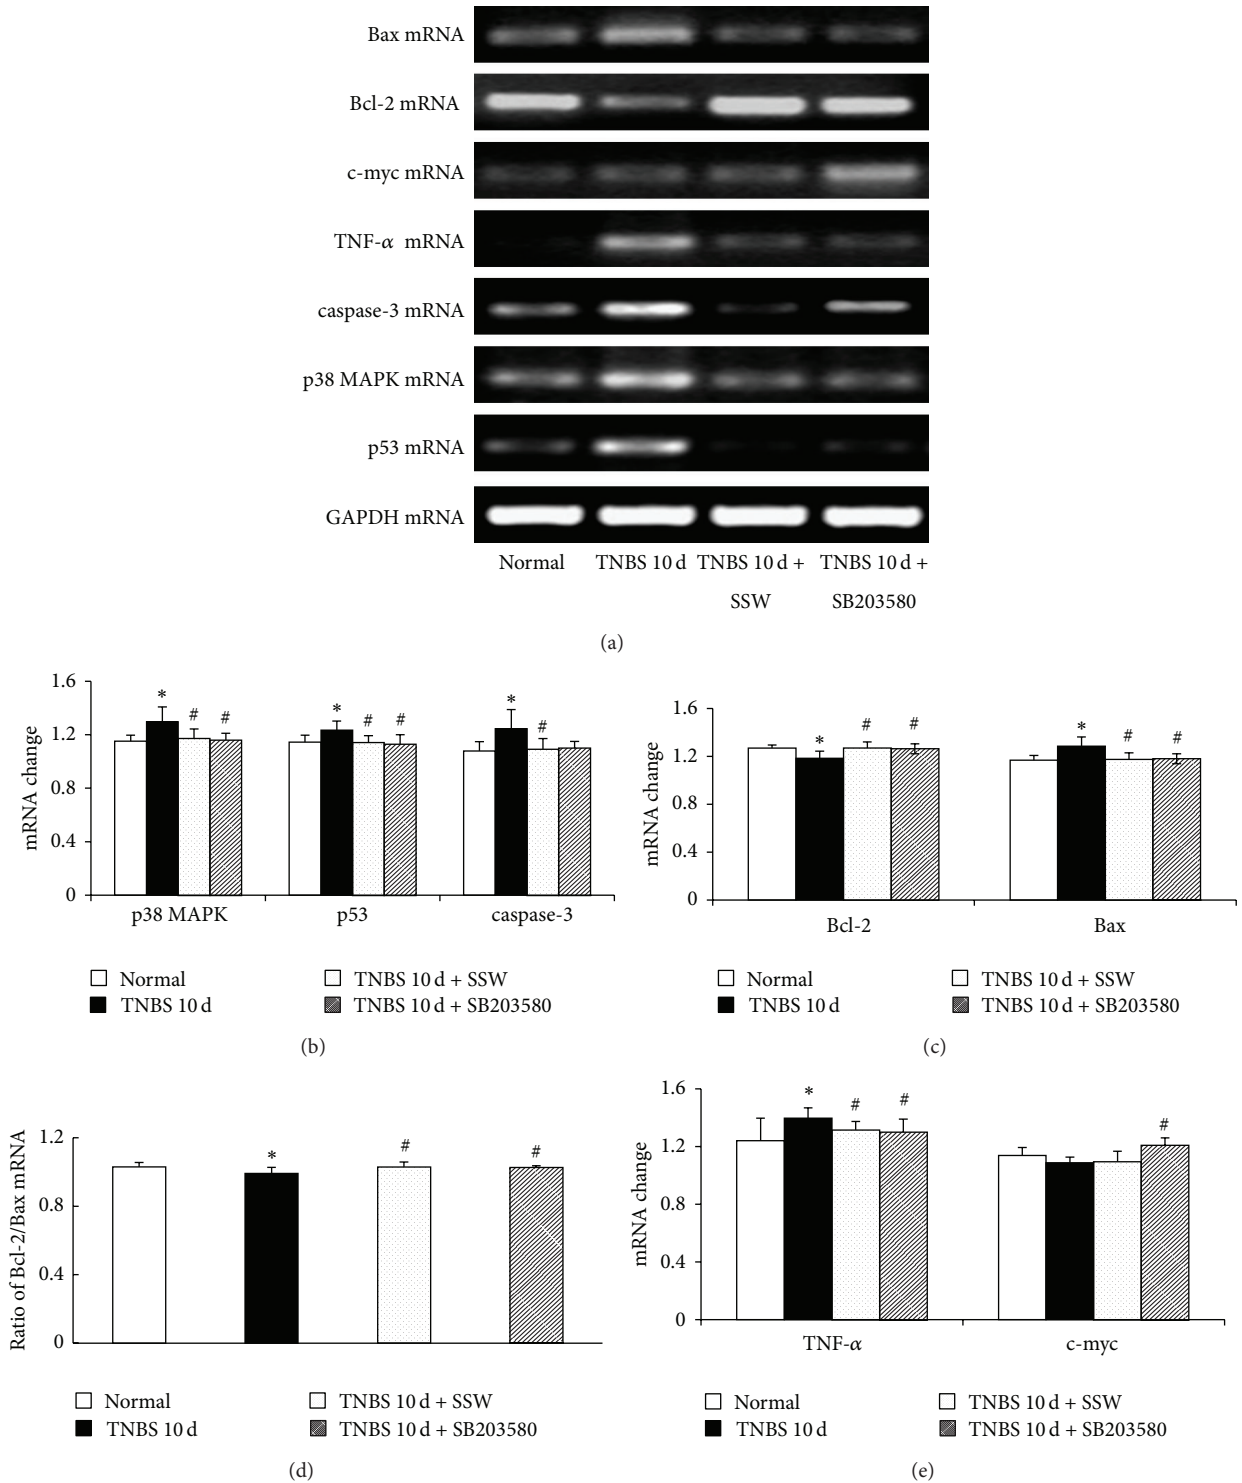 Bax mRNA
Bcl-2 mRNA
c-myc mRNA
TNF-α mRNA
caspase-3 mRNA
p38 MAPK mRNA
p53 mRNA
GAPDH mRNA
Normal TNBS 10 d TNBS 10 d + TNBS 10 d +
SSW SB203580
(a)
mRNA change
1.6
1.2
0.8
0.4
0
* # # * # # * #
p38 MAPK p53 caspase-3
Normal TNBS 10 d + SSW
TNBS 10 d TNBS 10 d + SB203580
(b)
mRNA change
1.6
1.2
0.8
0.4
0
* # # * # #
Bcl-2 Bax
Normal TNBS 10 d + SSW
TNBS 10 d TNBS 10 d + SB203580
(c)
Ratio of Bcl-2/Bax mRNA
1.2
0.8
0.4
0
* # #
Normal TNBS 10 d + SSW
TNBS 10 d TNBS 10 d + SB203580
(d)
mRNA change
1.6
1.2
0.8
0.4
0
* # # #
TNF-α c-myc
Normal TNBS 10 d + SSW
TNBS 10 d TNBS 10 d + SB203580
(e)